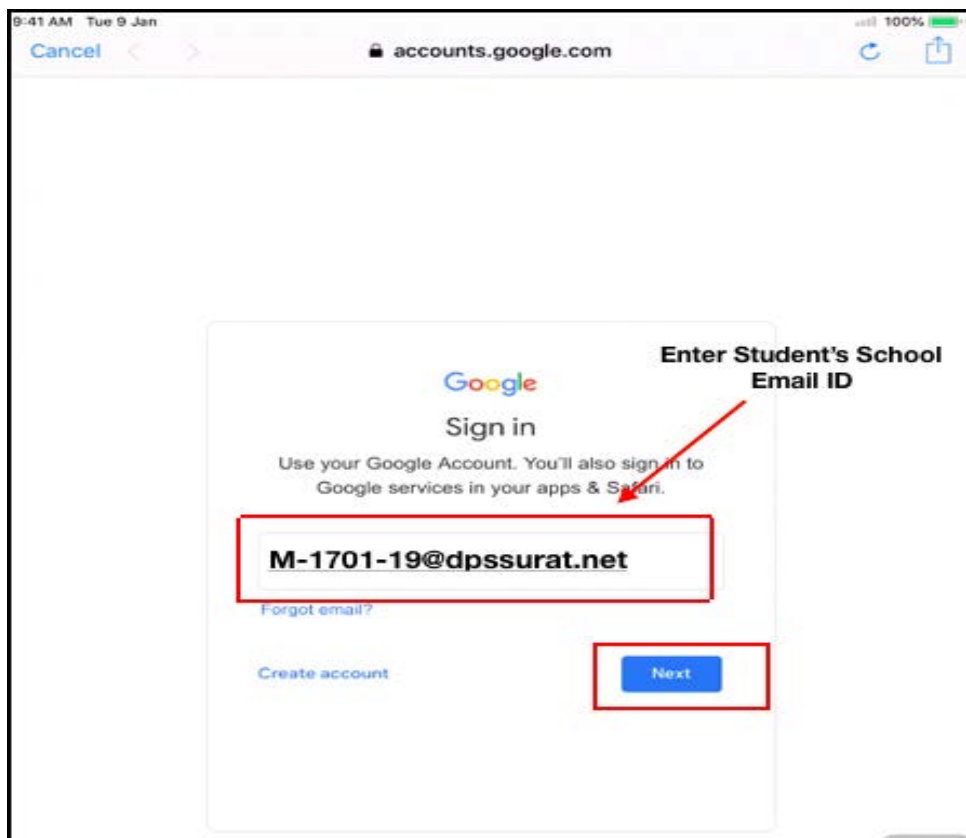 9:41 AM Tue 9 Jan
100%
Cancel
accounts.google.com
Enter Student's School
Email ID
Google
Sign in
Use your Google Account. You'll also sign in to
Google services in your apps & Safari.
M-1701-19@dpssurat.net
Forgot email?
Create account
Next